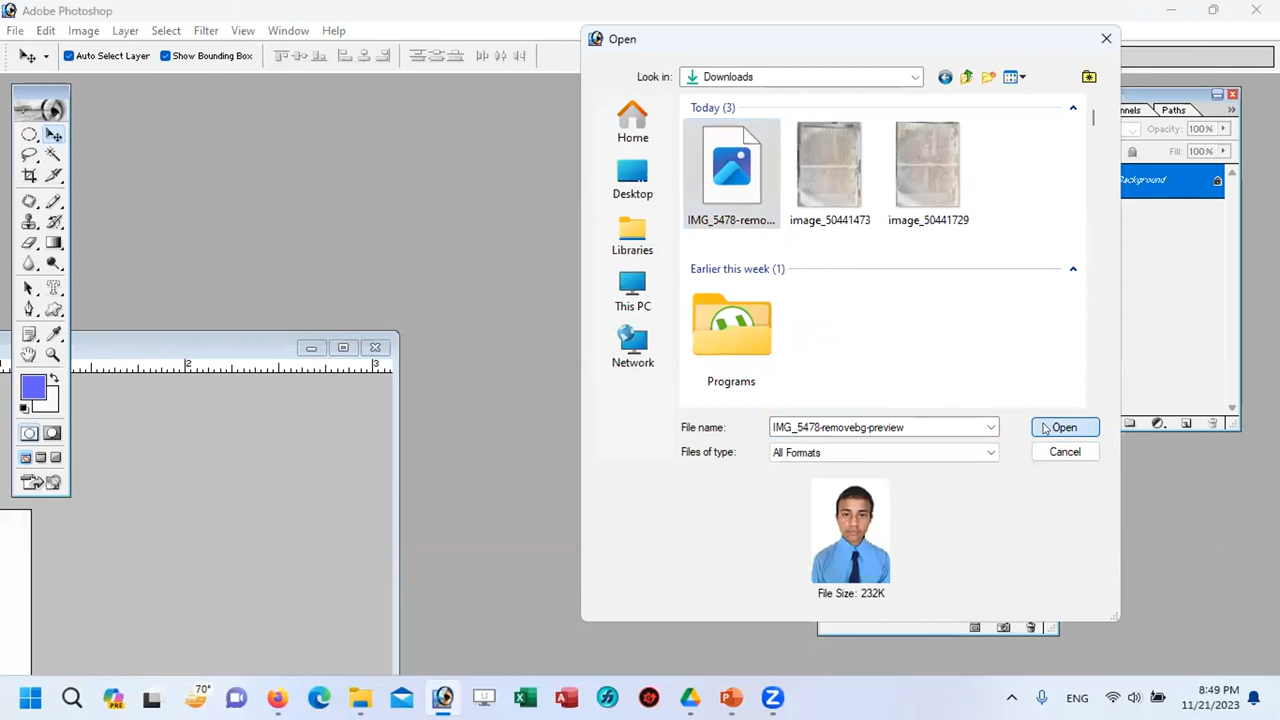 Adobe Photoshop
File Edit Image Layer Select Filter View Window Help
Auto Select Layer Show Bounding Box
Open
Look in: Downloads
Home
Desktop
Libraries
This PC
Network
Today (3)
IMG_5478-remo... image_50441473 image_50441729
Earlier this week (1)
Programs
File name: IMG_5478-removebg-preview Open
Files of type: All Formats Cancel
File Size: 232K
nnels Paths
Opacity: 100%
Fill: 100%
Background
2 3
PRE
70°
ENG
8:49 PM
11/21/2023